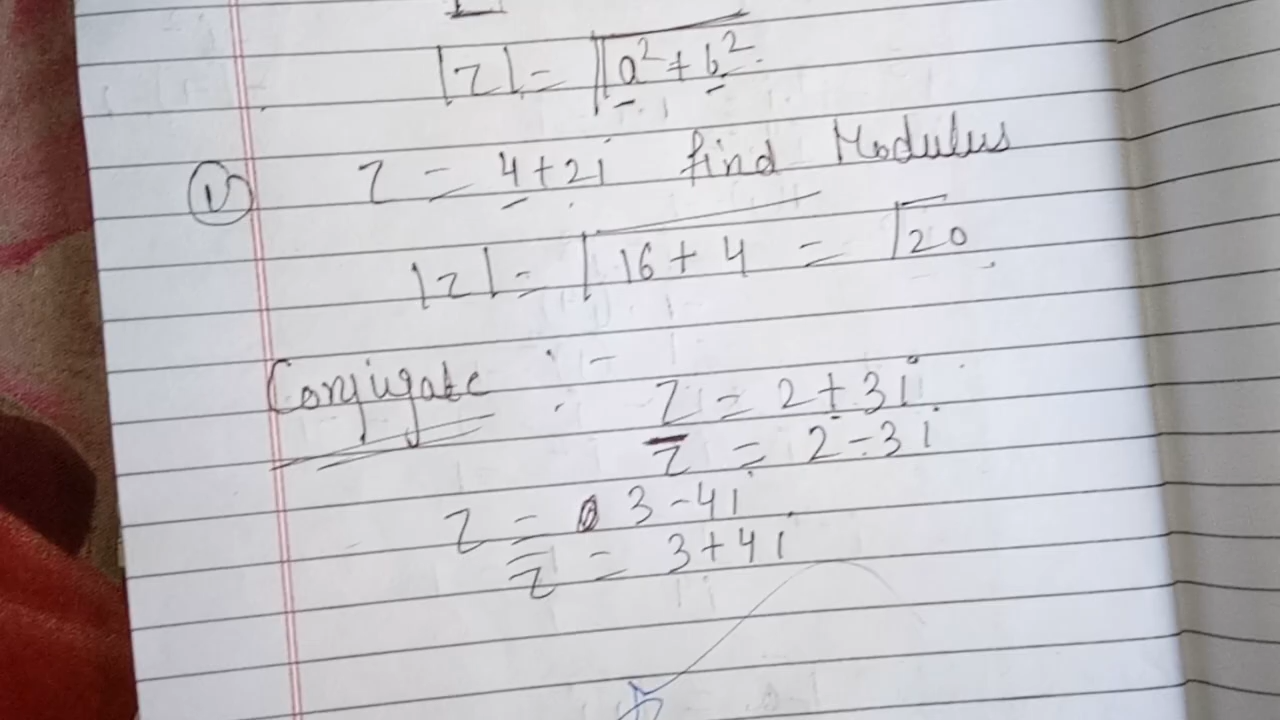 |z| = √a² + b²
① z = 4 + 2i find Modulus
|z| = √16 + 4 = √20
Conjugate :- z = 2 + 3i
z̅ = 2 - 3i
z = 3 - 4i
z̅ = 3 + 4i